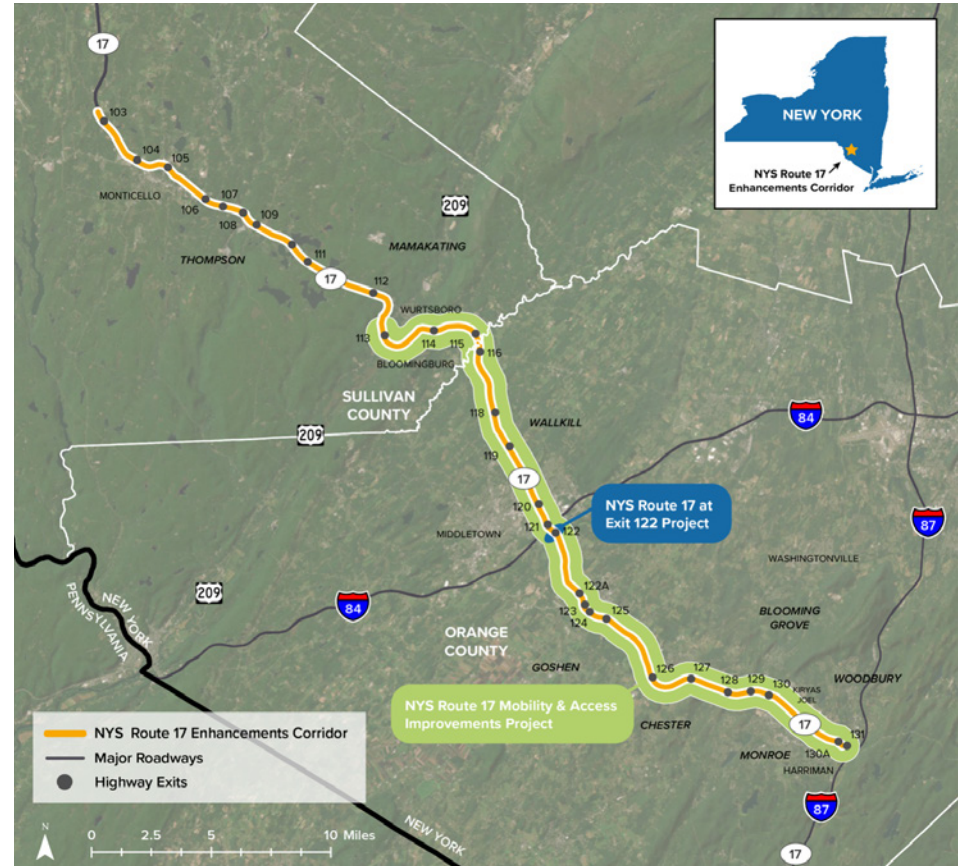 17
103
104
105
MONTICELLO
106
107
108
109
THOMPSON
111
17
112
209
MAMAKATING
WURTSBORO
113
114
115
116
BLOOMINGBURG
SULLIVAN
COUNTY
209
118
WALLKILL
119
17
120
121
122
MIDDLETOWN
NYS Route 17 at
Exit 122 Project
84
87
WASHINGTONVILLE
BLOOMING
GROVE
122A
123
124
125
ORANGE
COUNTY
GOSHEN
209
84
NEW YORK
PENNSYLVANIA
126
127
128
129
130
KIRYAS
JOEL
WOODBURY
NYS Route 17 Mobility & Access
Improvements Project
CHESTER
17
131
MONROE
130A
HARRIMAN
87
17
NEW YORK
NEW YORK
NYS Route 17
Enhancements Corridor
NYS Route 17 Enhancements Corridor
Major Roadways
Highway Exits
N
0 2.5 5 10 Miles